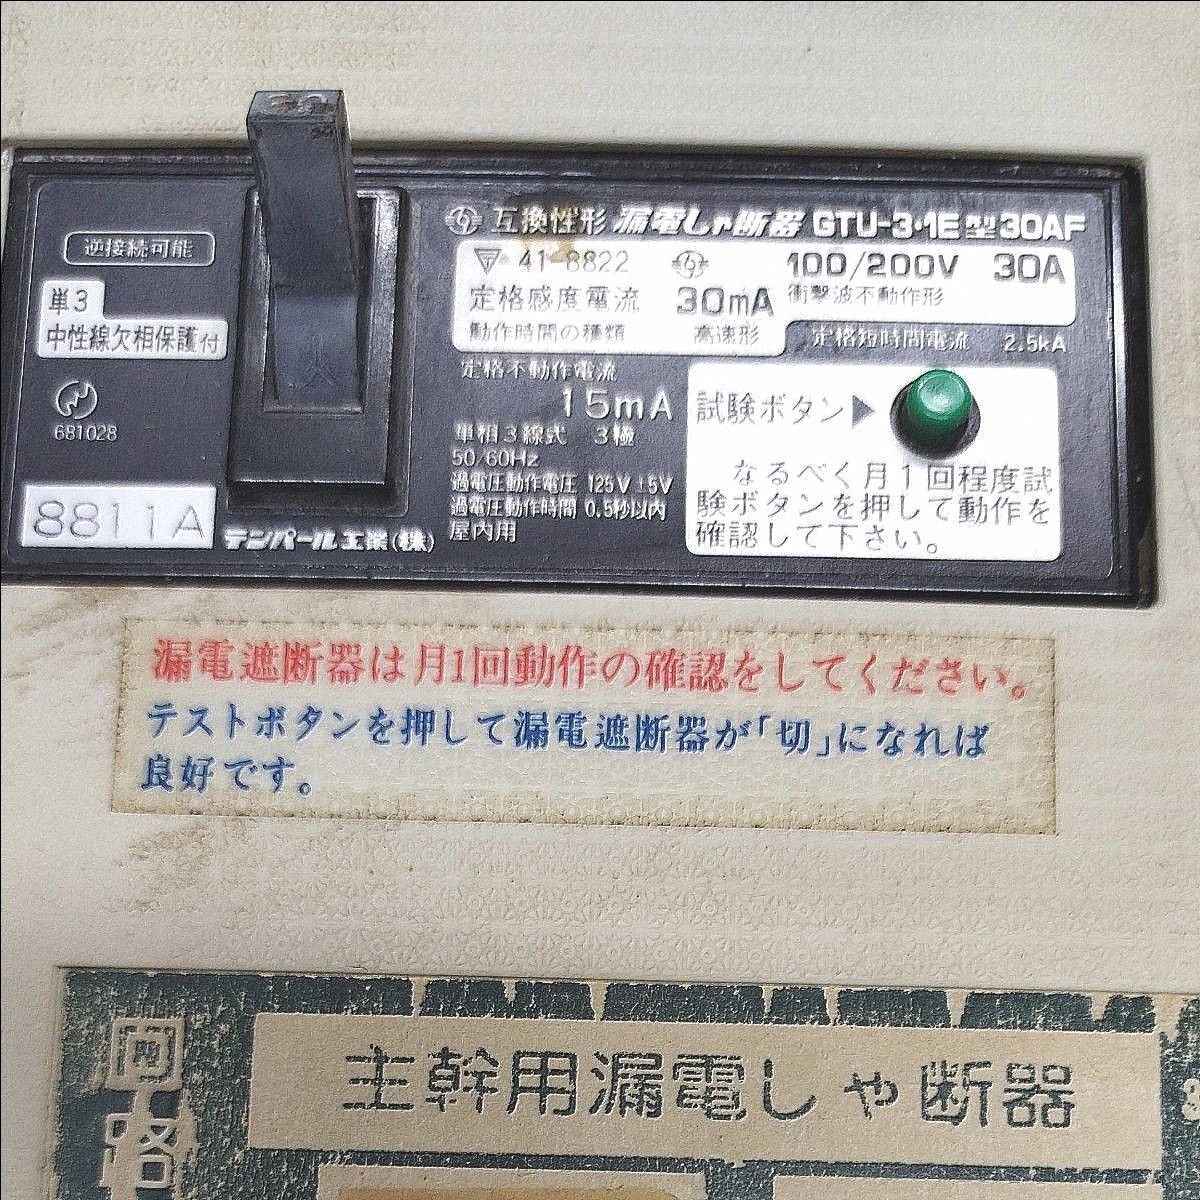 互換性形 漏電しゃ断器 GTU-3・1E型 30AF
逆接続可能
単3
中性線欠相保護付
681028
8811A
テンパール工業(株)
41-8822
100/200V 30A
定格感度電流 30mA
衝撃波不動作形
動作時間の種類 高速形
定格短時間電流 2.5kA
定格不動作電流
15mA
単相3線式 3極
50/60Hz
過電圧動作電圧 125V±5V
過電圧動作時間 0.5秒以内
屋内用
試験ボタン▶
なるべく月1回程度試
験ボタンを押して動作を
確認して下さい。
漏電遮断器は月1回動作の確認をしてください。
テストボタンを押して漏電遮断器が「切」になれば
良好です。
回路
主幹用漏電しゃ断器